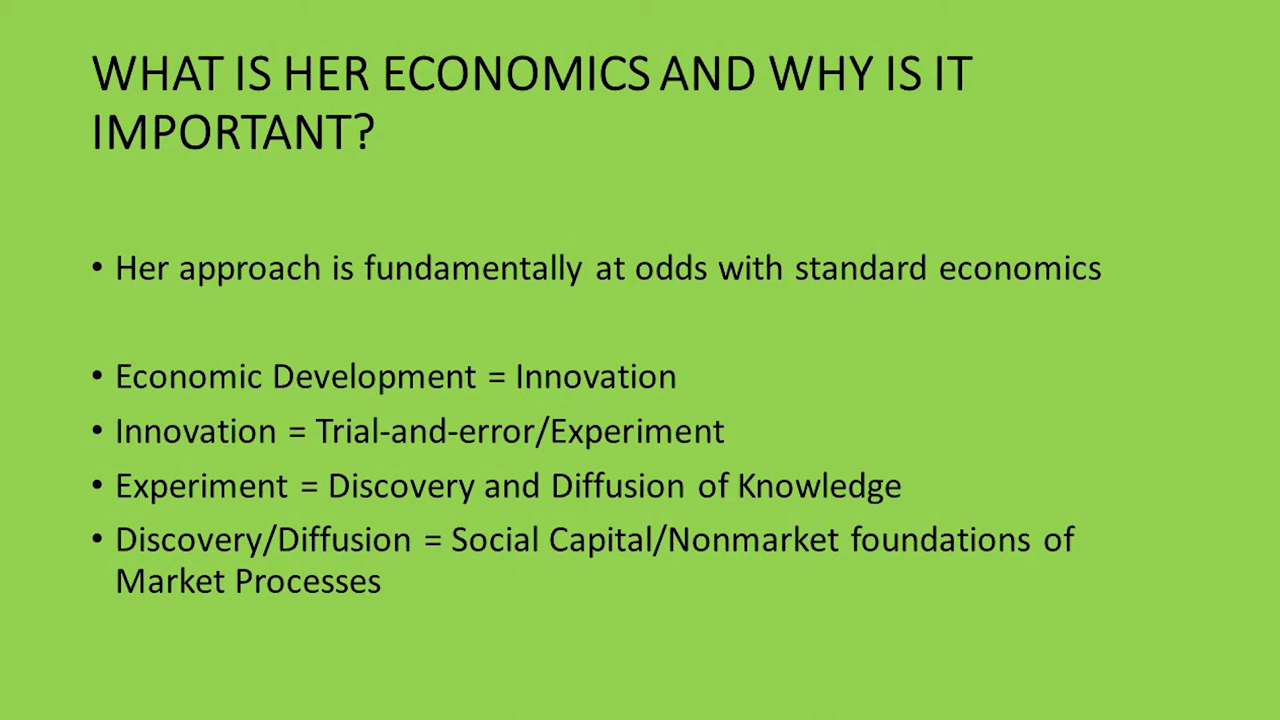 WHAT IS HER ECONOMICS AND WHY IS IT
IMPORTANT?
• Her approach is fundamentally at odds with standard economics
• Economic Development = Innovation
• Innovation = Trial-and-error/Experiment
• Experiment = Discovery and Diffusion of Knowledge
• Discovery/Diffusion = Social Capital/Nonmarket foundations of
Market Processes